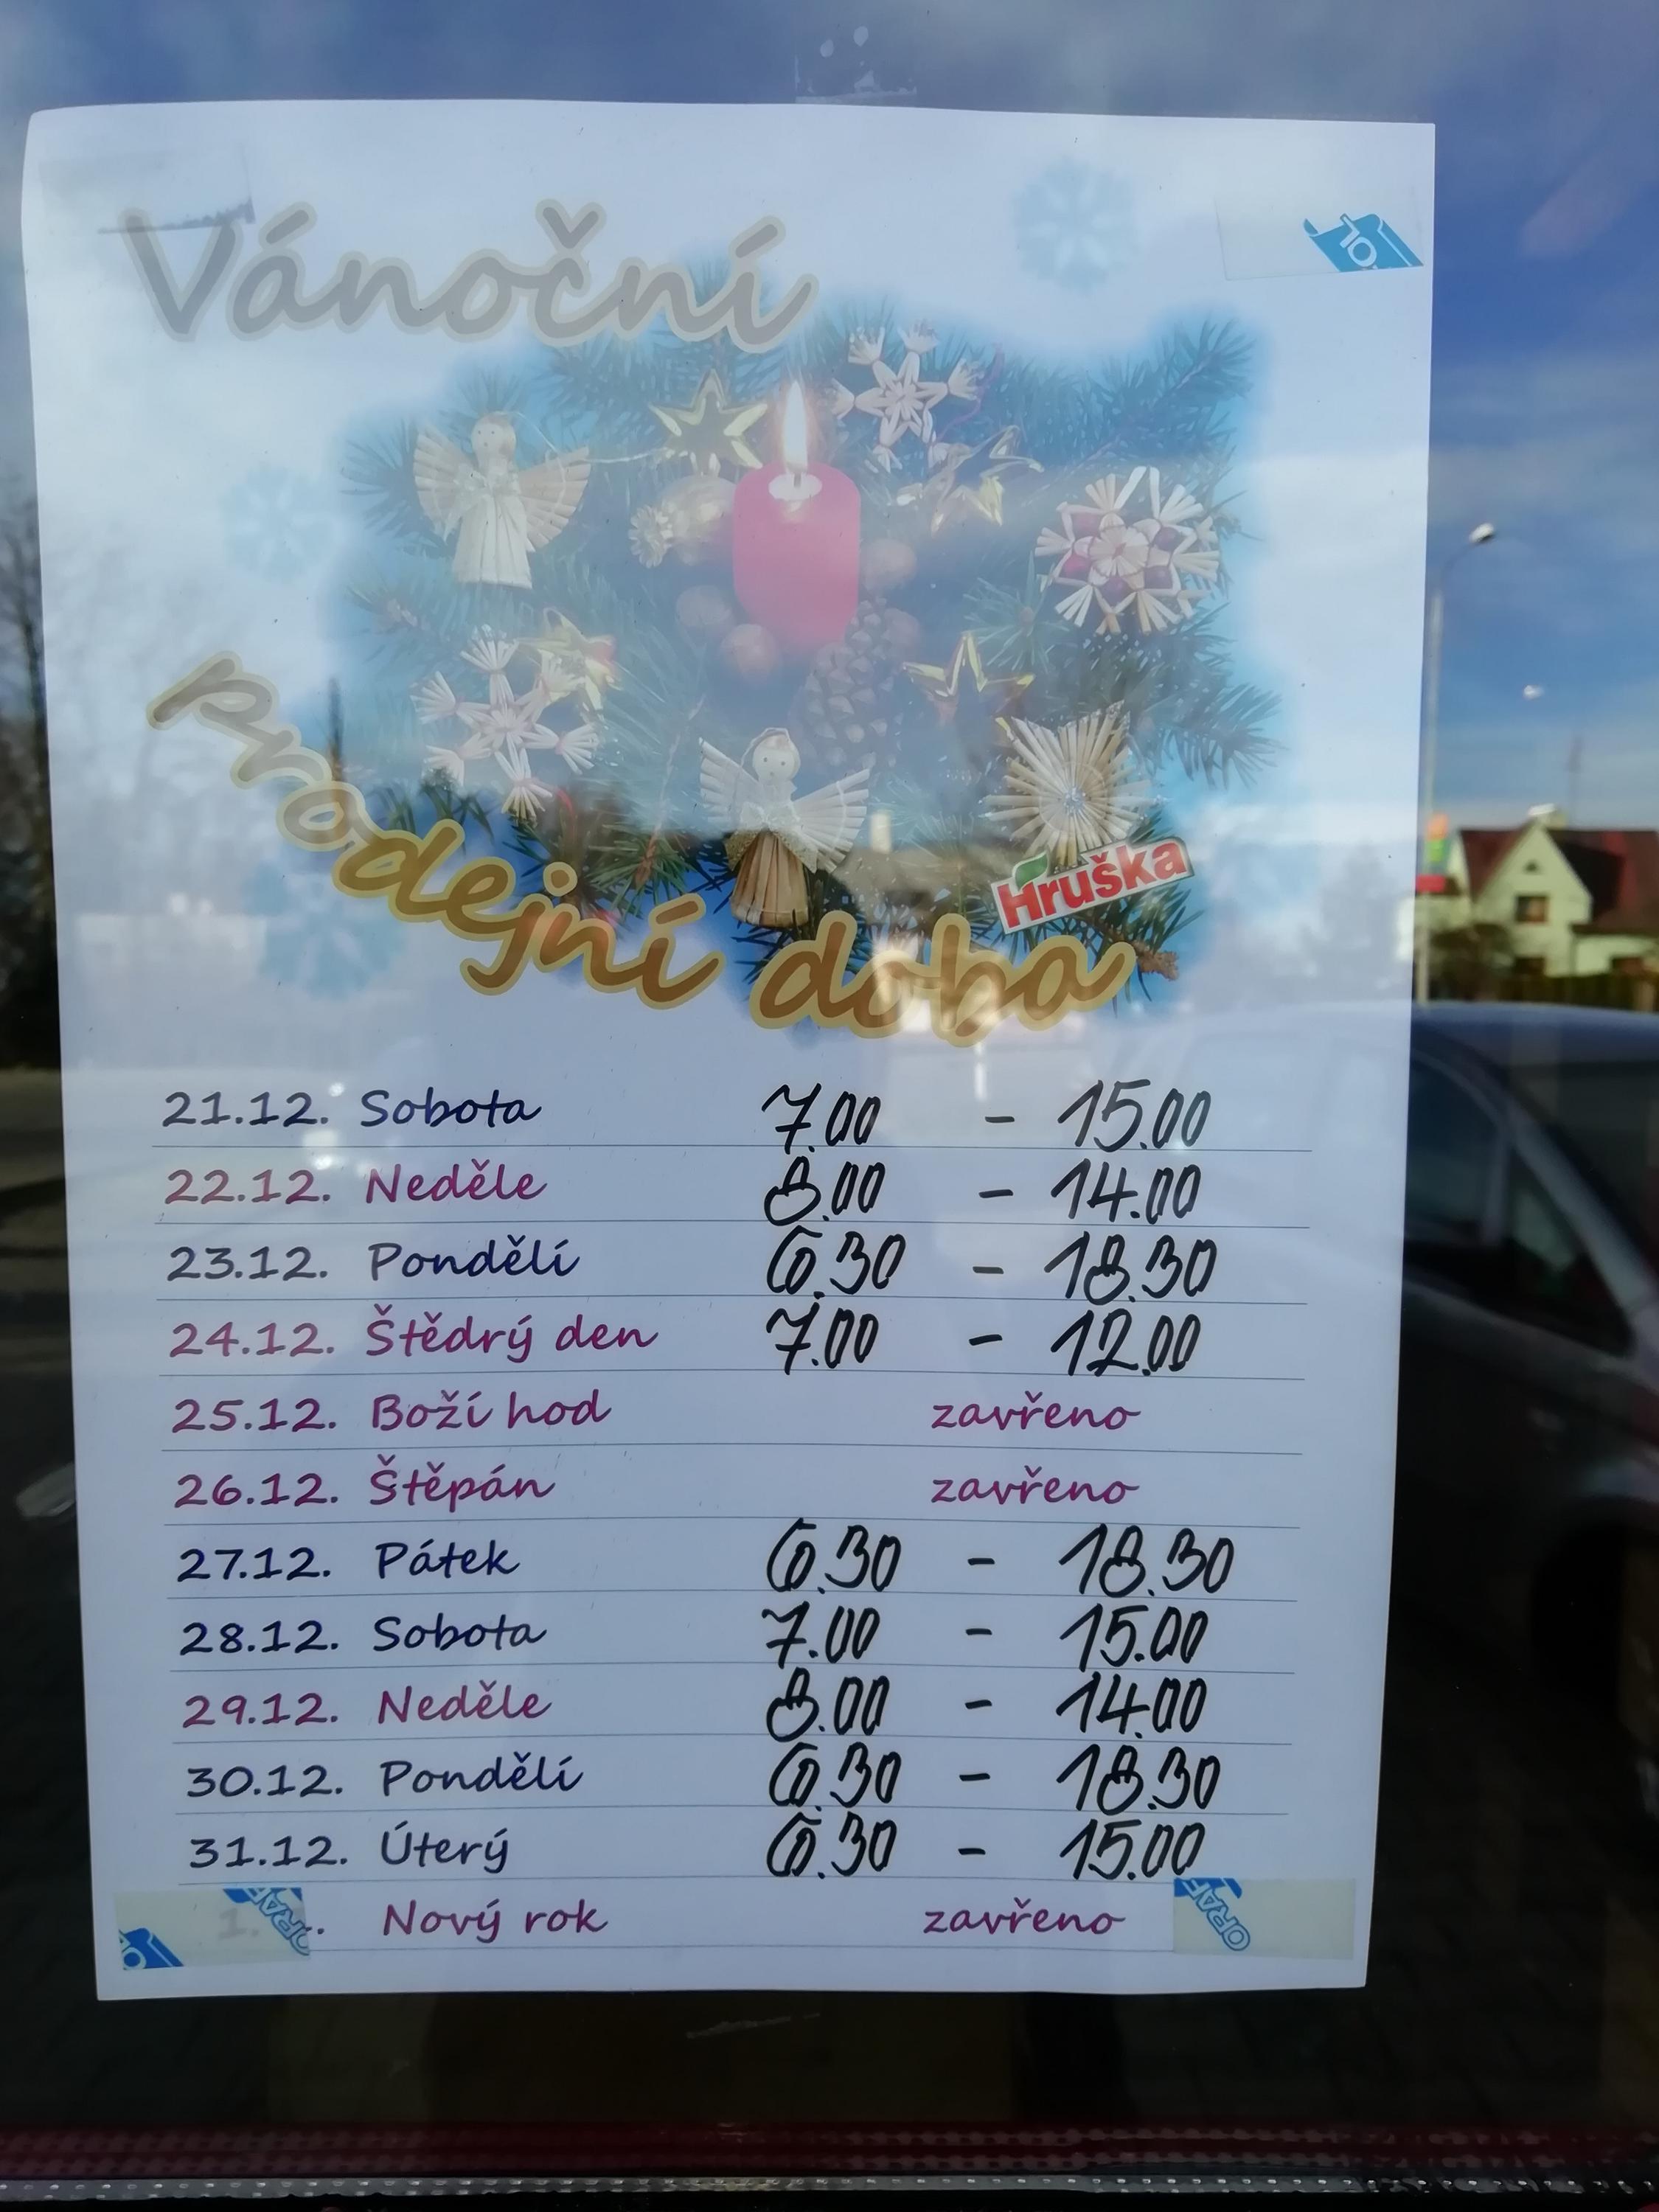 Vánoční
Hruška
prodejní doba
21.12. Sobota 7.00 - 15.00
22.12. Neděle 8.00 - 14.00
23.12. Pondělí 6.30 - 18.30
24.12. Štědrý den 7.00 - 12.00
25.12. Boží hod zavřeno
26.12. Štěpán zavřeno
27.12. Pátek 6.30 - 18.30
28.12. Sobota 7.00 - 15.00
29.12. Neděle 8.00 - 14.00
30.12. Pondělí 6.30 - 18.30
31.12. Úterý 6.30 - 15.00
Nový rok zavřeno